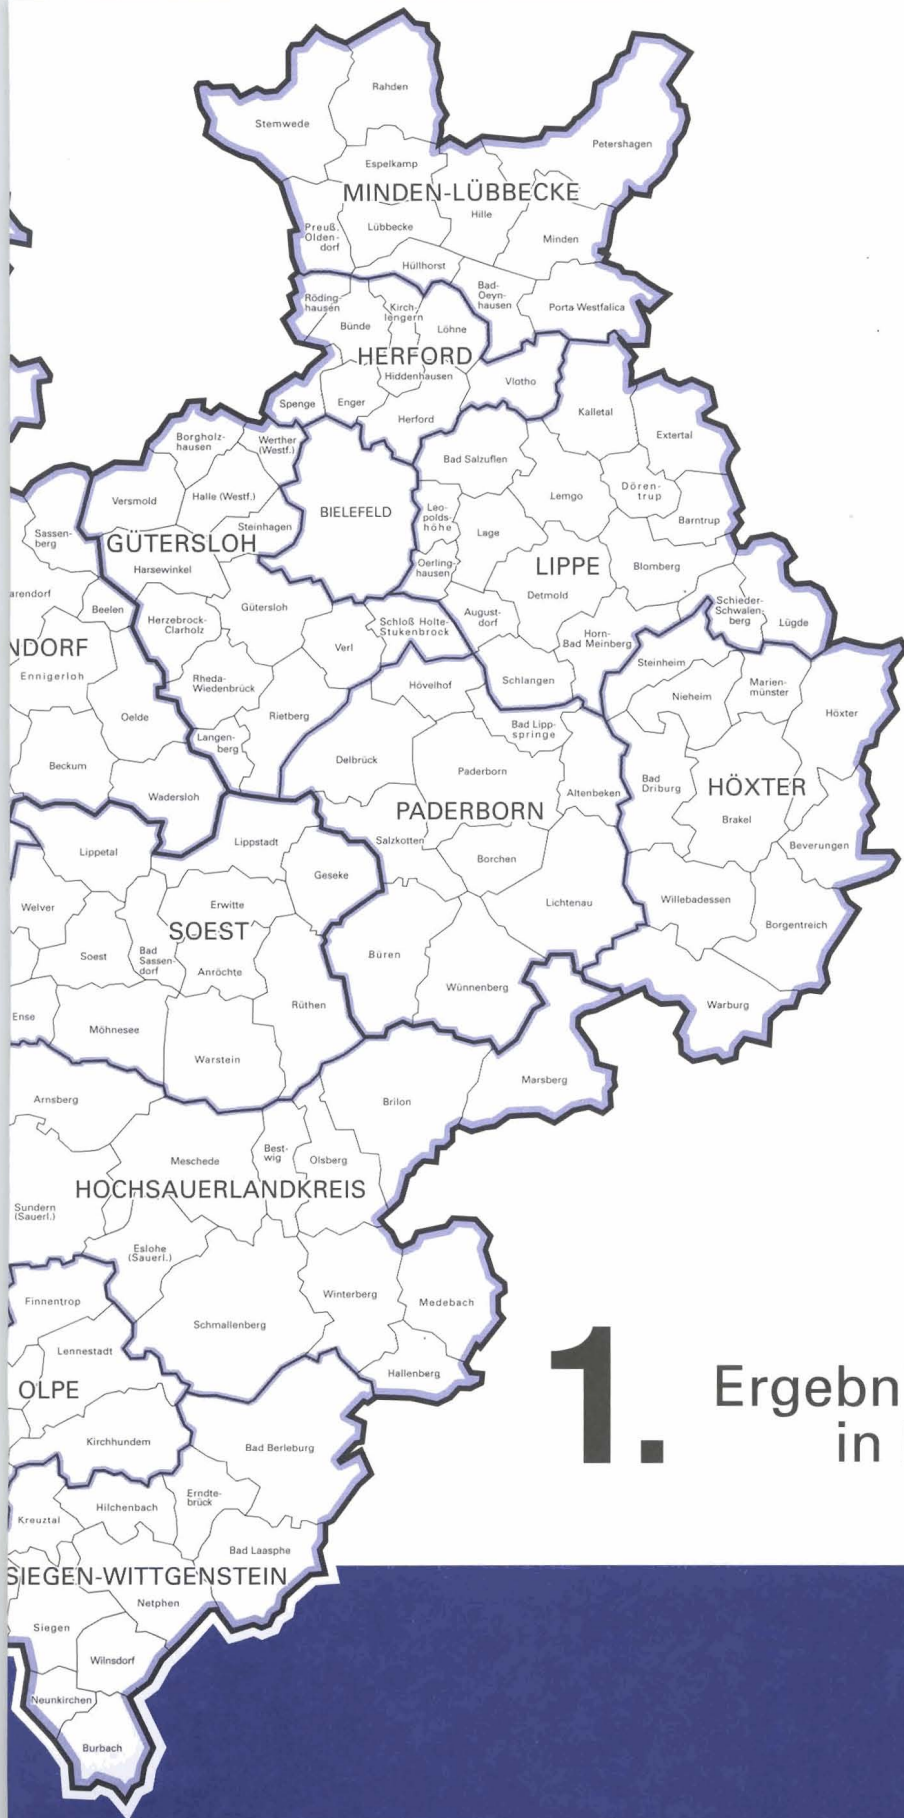 Rahden
Stemwede
Petershagen
Espelkamp
MINDEN-LÜBBECKE
Hille
Preuß.
Olden-
dorf
Lübbecke
Minden
Hüllhorst
Bad-
Oeyn-
hausen
Porta Westfalica
Röding-
hausen
Kirch-
lengern
Bünde
Löhne
HERFORD
Hiddenhausen
Vlotho
Spenge
Enger
Herford
Kalletal
Extertal
Borgholz-
hausen
Werther
(Westf.)
Bad Salzuflen
Versmold
Halle (Westf.)
BIELEFELD
Lemgo
Dören-
trup
Steinhagen
Leo-
polds-
höhe
Lage
Barntrup
Sassen-
berg
GÜTERSLOH
Harsewinkel
Oerling-
hausen
LIPPE
Blomberg
Detmold
arendorf
Beelen
Herzebrock-
Clarholz
Gütersloh
Schloß Holte-
Stukenbrock
August-
dorf
Schieder-
Schwalen-
berg
Lügde
NDORF
Ennigerloh
Verl
Horn-
Bad Meinberg
Steinheim
Rheda-
Wiedenbrück
Hövelhof
Schlangen
Nieheim
Marien-
münster
Höxter
Oelde
Rietberg
Langen-
berg
Bad Lipp-
springe
Beckum
Delbrück
Paderborn
Bad
Driburg
HÖXTER
Wadersloh
PADERBORN
Altenbeken
Brakel
Lippetal
Lippstadt
Salzkotten
Borchen
Beverungen
Geseke
Welver
Erwitte
Lichtenau
Willebadessen
SOEST
Borgentreich
Soest
Bad
Sassen-
dorf
Anröchte
Büren
Wünnenberg
Ense
Möhnesee
Rüthen
Warburg
Warstein
Marsberg
Arnsberg
Brilon
Meschede
Best-
wig
Olsberg
HOCHSAUERLANDKREIS
Sundern
(Sauerl.)
Eslohe
(Sauerl.)
Finnentrop
Winterberg
Medebach
Schmallenberg
Lennestadt
Hallenberg
OLPE
1.
Ergebn
in
Kirchhundem
Bad Berleburg
Erndte-
brück
Kreuztal
Hilchenbach
Bad Laasphe
SIEGEN-WITTGENSTEIN
Netphen
Siegen
Wilnsdorf
Neunkirchen
Burbach